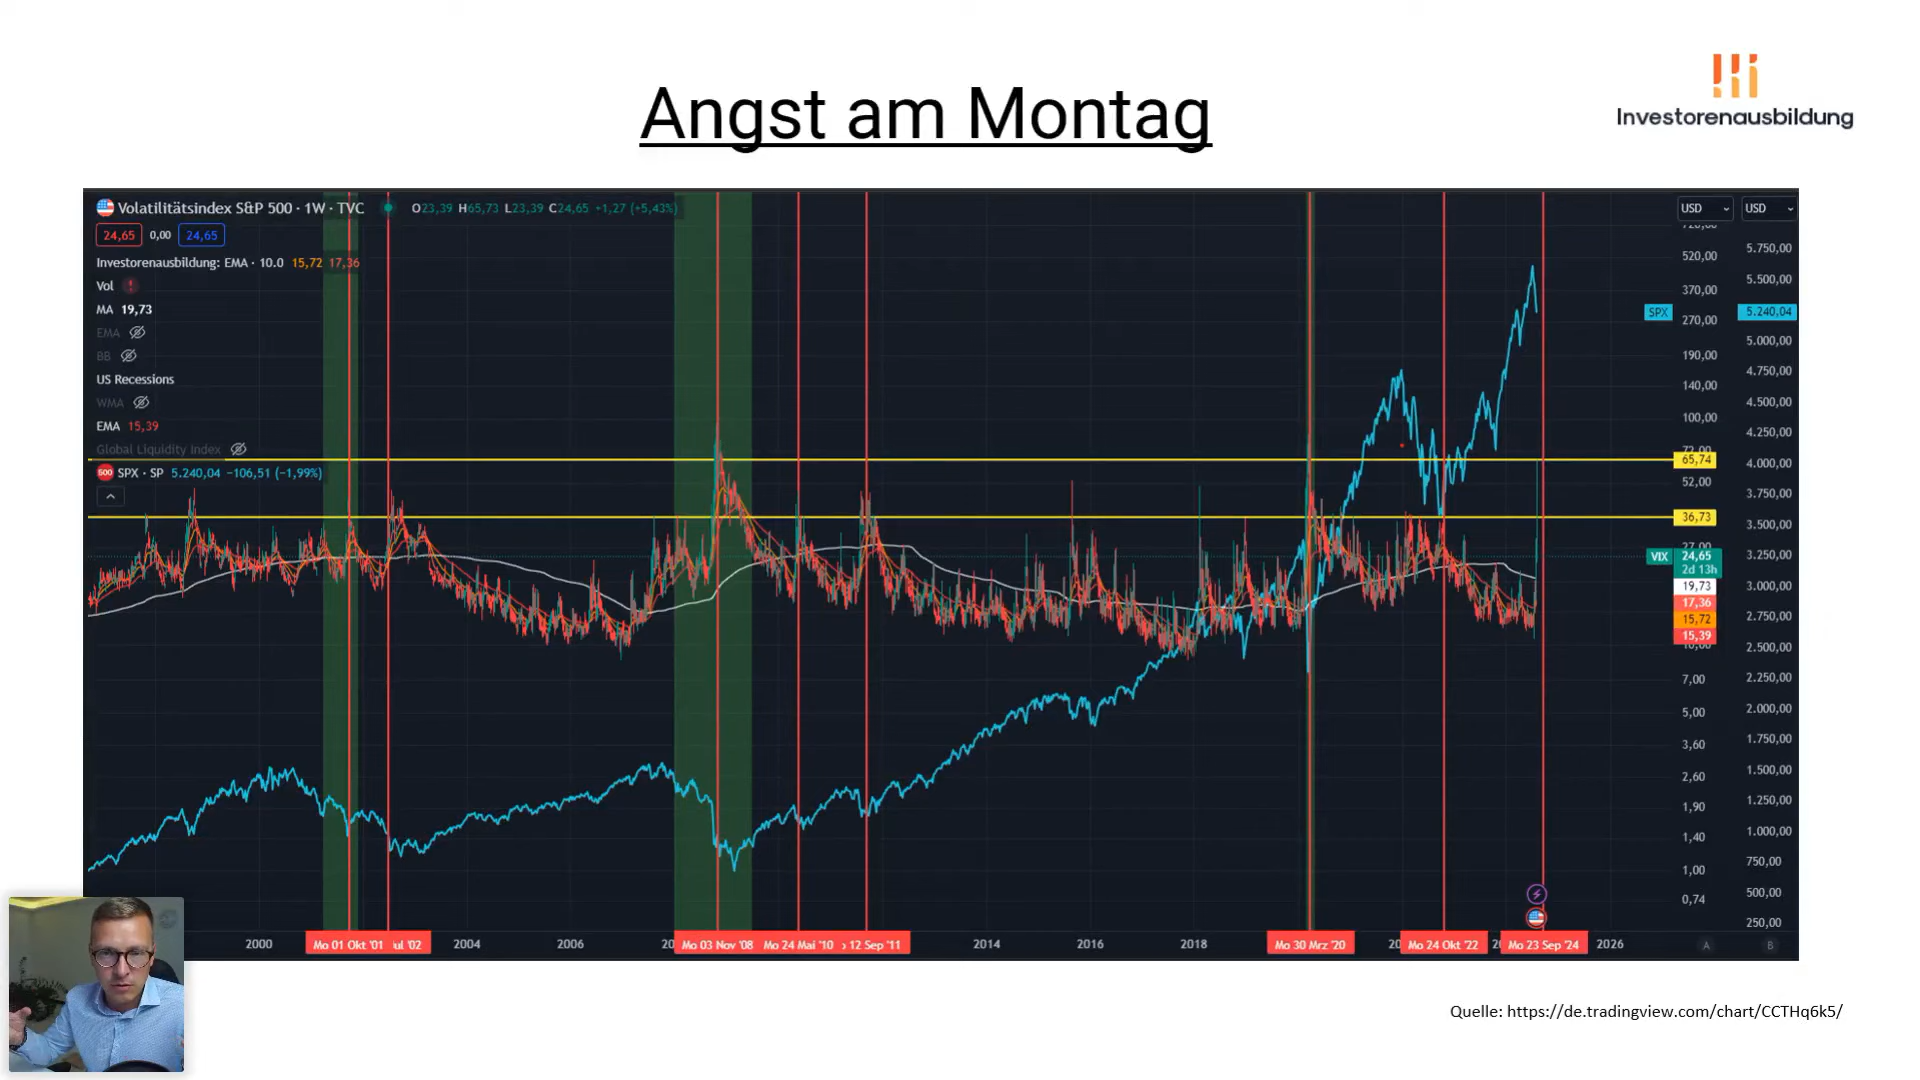 Angst am Montag
Investorenausbildung
Volatilitätsindex S&P 500 · 1W · TVC O23,39 H65,73 L23,39 C24,65 +1,27 (+5,43%)
24,65 0,00 24,65
Investorenausbildung: EMA · 10.0 15,72 17,36
Vol
MA 19,73
EMA
BB
US Recessions
WMA
EMA 15,39
Global Liquidity Index
500 SPX · SP 5.240,04 −106,51 (−1,99%)
USD USD
520,00
370,00
270,00
190,00
140,00
100,00
65,74
52,00
36,73
VIX 24,65
2d 13h
19,73
17,36
15,72
15,39
7,00
5,00
3,60
2,60
1,90
1,40
1,00
0,74
5.750,00
5.500,00
SPX 5.240,04
5.000,00
4.750,00
4.500,00
4.250,00
4.000,00
3.750,00
3.500,00
3.250,00
3.000,00
2.750,00
2.500,00
2.250,00
2.000,00
1.750,00
1.500,00
1.250,00
1.000,00
750,00
500,00
250,00
2000 Mo 01 Okt '01 ul '02 2004 2006 Mo 03 Nov '08 Mo 24 Mai '10 12 Sep '11 2014 2016 2018 Mo 30 Mrz '20 Mo 24 Okt '22 Mo 23 Sep '24 2026 A B
Quelle: https://de.tradingview.com/chart/CCTHq6k5/